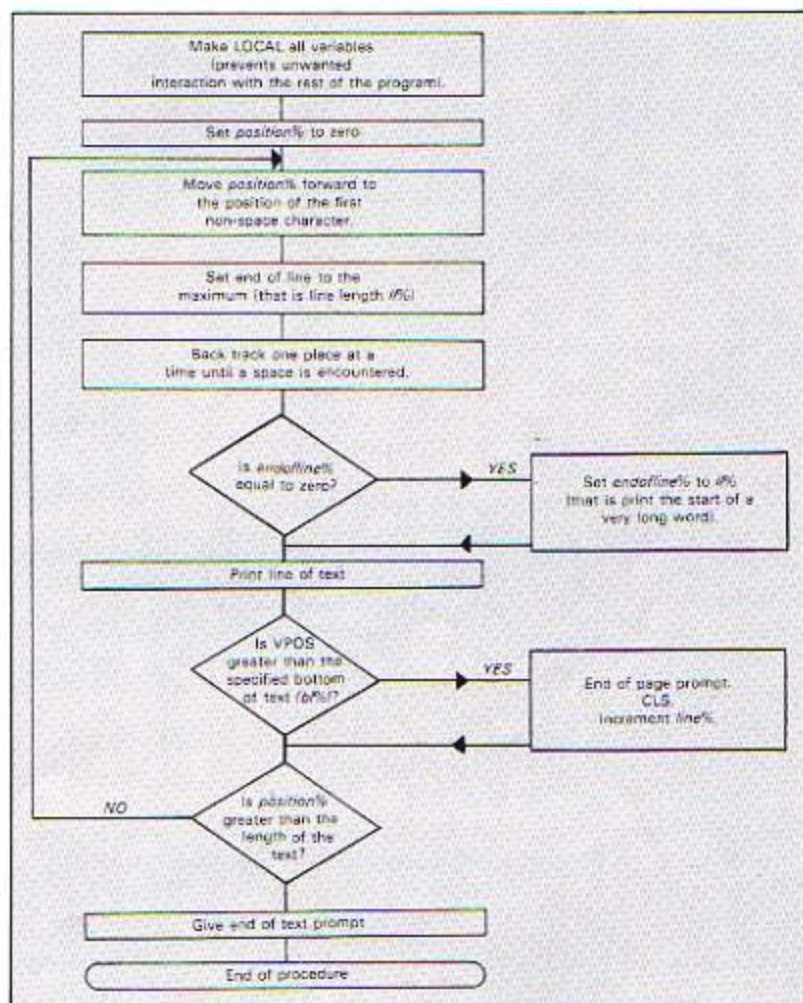 Make LOCAL all variables
(prevents unwanted
interaction with the rest of the program).
Set position% to zero
Move position% forward to
the position of the first
non-space character.
Set end of line to the
maximum (that is line length ll%)
Back track one place at a
time until a space is encountered.
Is endofline%
equal to zero?
YES
Set endofline% to ll%
(that is print the start of a
very long word).
Print line of text
Is VPOS
greater than the
specified bottom
of text (bl%)?
YES
End of page prompt.
CLS.
Increment line%.
Is position%
greater than the
length of the
text?
NO
Give end of text prompt
End of procedure